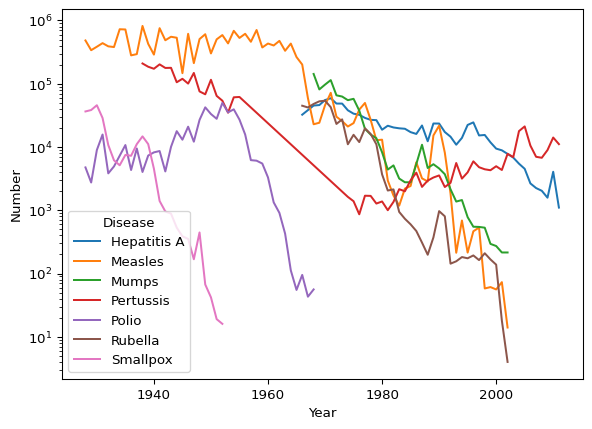 Number
10^6
10^5
10^4
10^3
10^2
10^1
Disease
Hepatitis A
Measles
Mumps
Pertussis
Polio
Rubella
Smallpox
1940 1960 1980 2000
Year